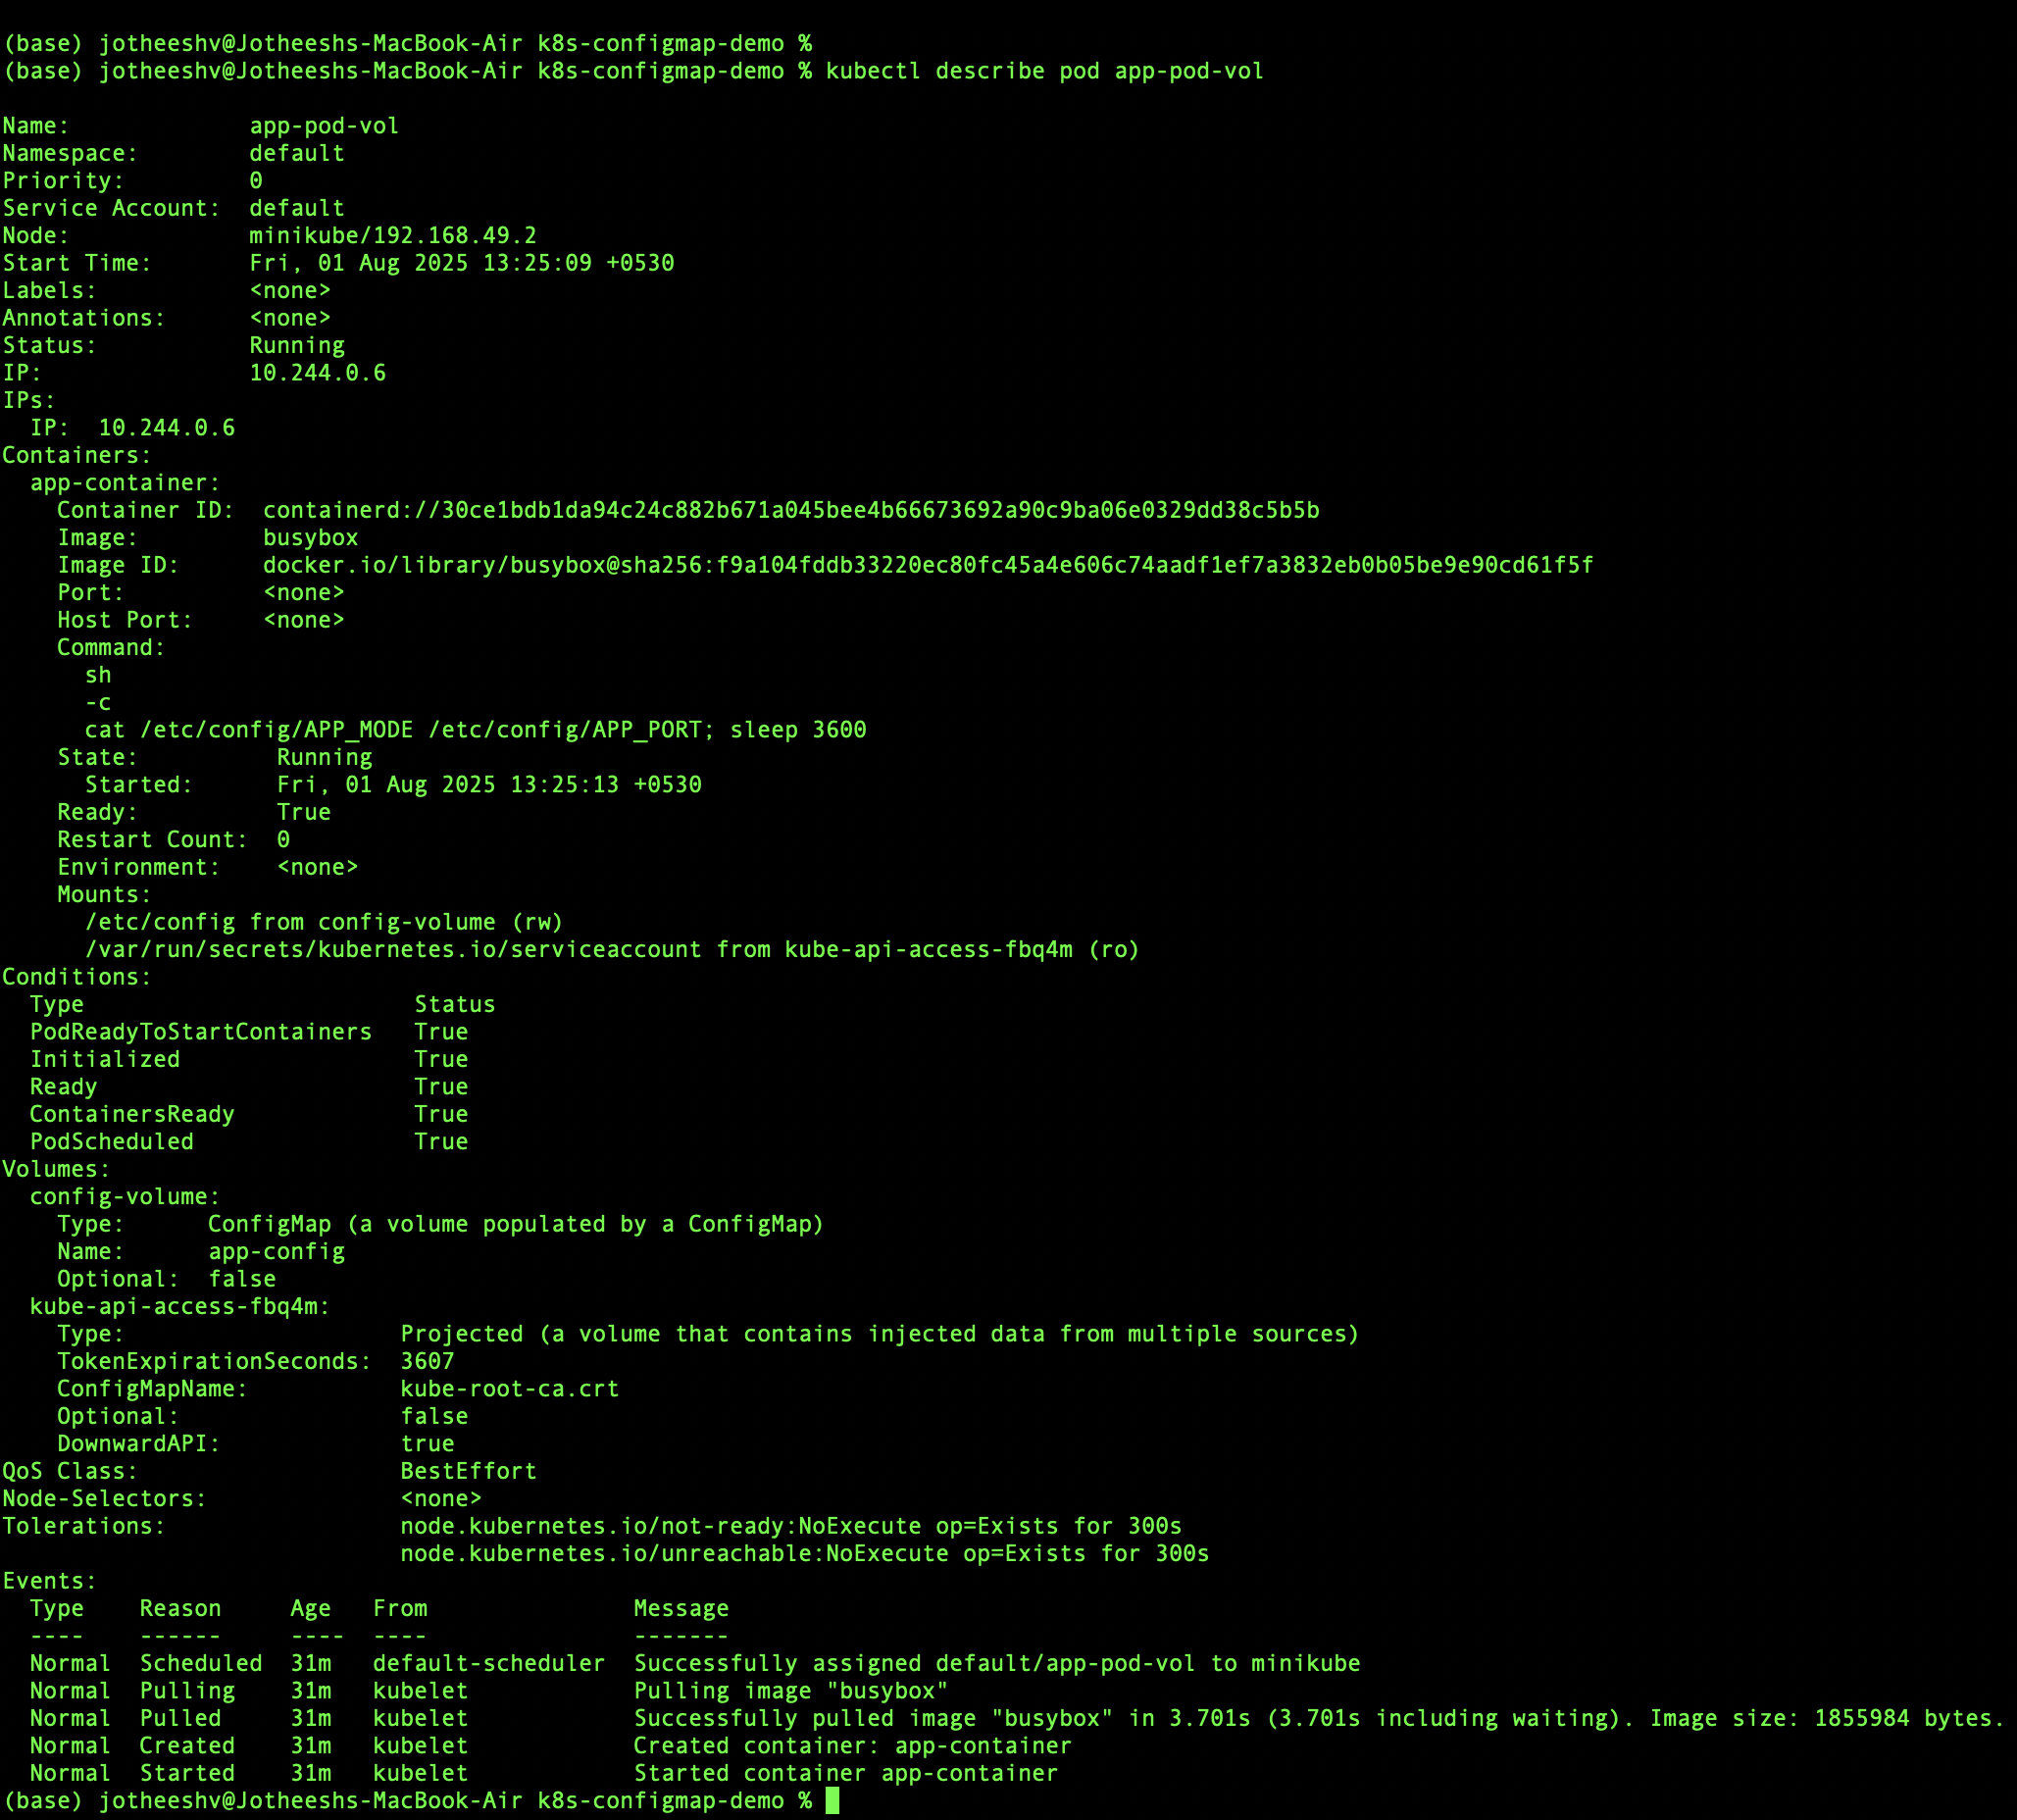 (base) jotheeshv@Jotheeshs-MacBook-Air k8s-configmap-demo %
(base) jotheeshv@Jotheeshs-MacBook-Air k8s-configmap-demo % kubectl describe pod app-pod-vol
Name:             app-pod-vol
Namespace:        default
Priority:         0
Service Account:  default
Node:             minikube/192.168.49.2
Start Time:       Fri, 01 Aug 2025 13:25:09 +0530
Labels:           <none>
Annotations:      <none>
Status:           Running
IP:               10.244.0.6
IPs:
  IP:  10.244.0.6
Containers:
  app-container:
    Container ID:  containerd://30ce1bdb1da94c24c882b671a045bee4b66673692a90c9ba06e0329dd38c5b5b
    Image:         busybox
    Image ID:      docker.io/library/busybox@sha256:f9a104fddb33220ec80fc45a4e606c74aadf1ef7a3832eb0b05be9e90cd61f5f
    Port:          <none>
    Host Port:     <none>
    Command:
      sh
      -c
      cat /etc/config/APP_MODE /etc/config/APP_PORT; sleep 3600
    State:          Running
      Started:      Fri, 01 Aug 2025 13:25:13 +0530
    Ready:          True
    Restart Count:  0
    Environment:    <none>
    Mounts:
      /etc/config from config-volume (rw)
      /var/run/secrets/kubernetes.io/serviceaccount from kube-api-access-fbq4m (ro)
Conditions:
  Type                        Status
  PodReadyToStartContainers   True
  Initialized                 True
  Ready                       True
  ContainersReady             True
  PodScheduled                True
Volumes:
  config-volume:
    Type:      ConfigMap (a volume populated by a ConfigMap)
    Name:      app-config
    Optional:  false
  kube-api-access-fbq4m:
    Type:                    Projected (a volume that contains injected data from multiple sources)
    TokenExpirationSeconds:  3607
    ConfigMapName:           kube-root-ca.crt
    Optional:                false
    DownwardAPI:             true
QoS Class:                   BestEffort
Node-Selectors:              <none>
Tolerations:                 node.kubernetes.io/not-ready:NoExecute op=Exists for 300s
                             node.kubernetes.io/unreachable:NoExecute op=Exists for 300s
Events:
  Type    Reason     Age   From               Message
  ----    ------     ----  ----               -------
  Normal  Scheduled  31m   default-scheduler  Successfully assigned default/app-pod-vol to minikube
  Normal  Pulling    31m   kubelet            Pulling image "busybox"
  Normal  Pulled     31m   kubelet            Successfully pulled image "busybox" in 3.701s (3.701s including waiting). Image size: 1855984 bytes.
  Normal  Created    31m   kubelet            Created container: app-container
  Normal  Started    31m   kubelet            Started container app-container
(base) jotheeshv@Jotheeshs-MacBook-Air k8s-configmap-demo %